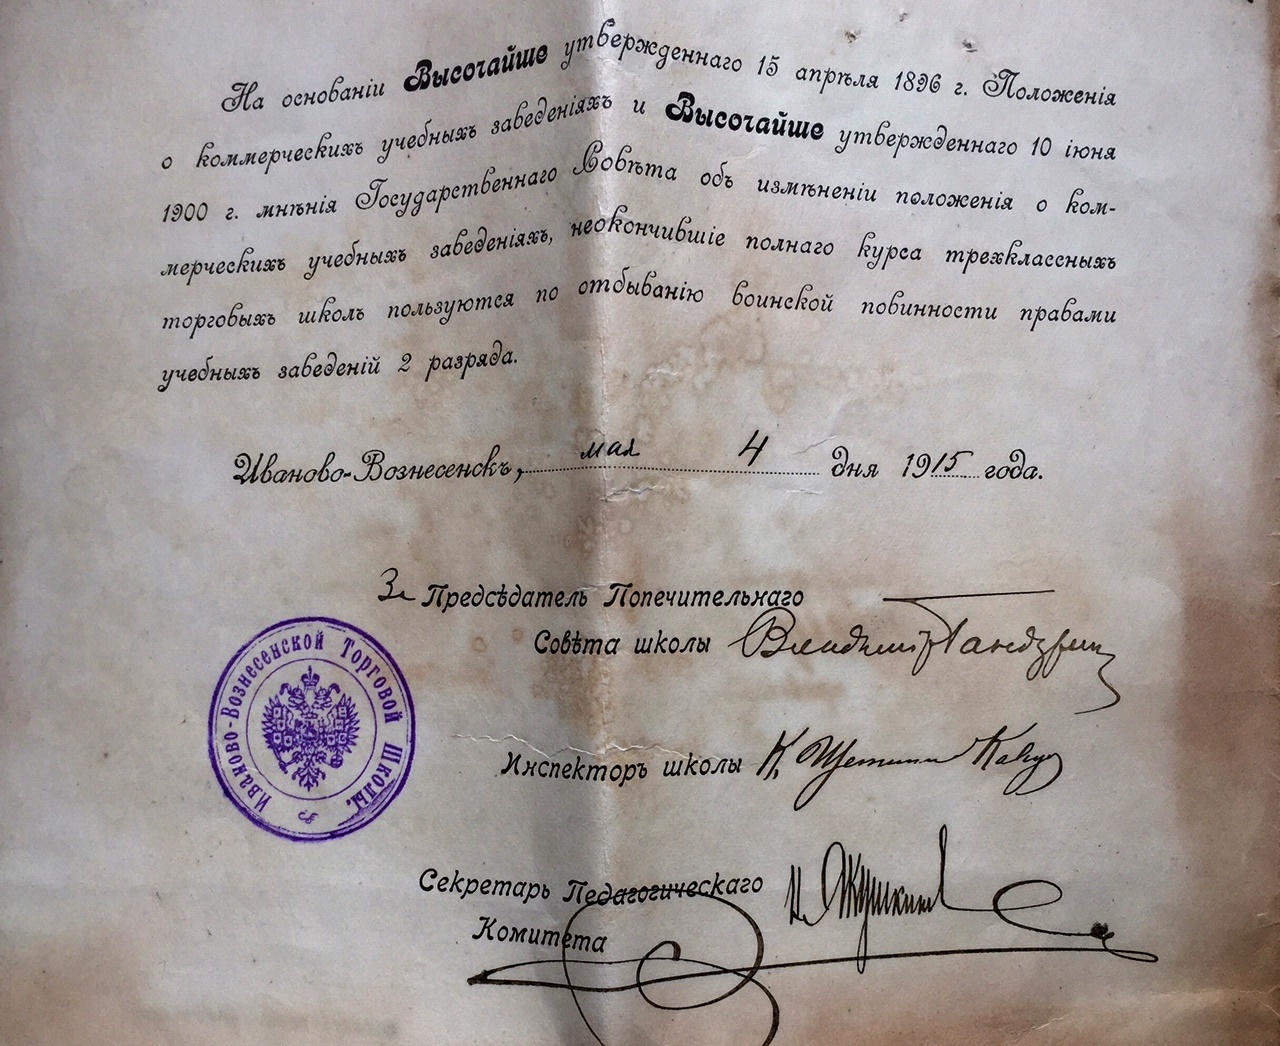 На основаніи Высочайше утвержденнаго 15 апрѣля 1896 г. Положенія
о коммерческихъ учебныхъ заведеніяхъ и Высочайше утвержденнаго 10 іюня
1900 г. мнѣнія Государственнаго Совѣта объ измѣненіи положенія о ком-
мерческихъ учебныхъ заведеніяхъ, неокончившіе полнаго курса трехклассныхъ
торговыхъ школъ пользуются по отбыванію воинской повинности правами
учебныхъ заведеній 2 разряда.
Иваново-Вознесенскъ, мая 4 дня 1915 года.
За Предсѣдатель Попечительнаго
Совѣта школы
Иваново-Вознесенской Торговой Школы.
Инспекторъ школы
Секретарь Педагогическаго
Комитета